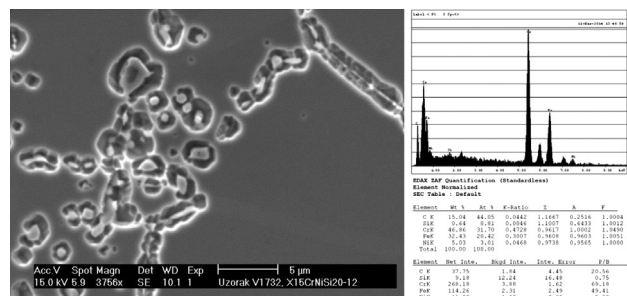 Acc.V Spot Magn Det WD Exp 5 µm
15.0 kV 5.9 3756x SE 10.1 1 Uzorak V1732, X15CrNiSi20-12
EDAX ZAF Quantification (Standardless)
Element Normalized
SEC Table : Default
Element Wt % At % K-Ratio Z A F
C K 15.04 44.05 0.0442 1.1667 0.2516 1.0004
SiK 0.64 0.81 0.0046 1.1007 0.6433 1.0012
CrK 46.86 31.70 0.4728 0.9617 1.0002 1.0490
FeK 32.43 20.42 0.3007 0.9608 0.9603 1.0051
NiK 5.03 3.01 0.0468 0.9738 0.9565 1.0000
Total 100.00 100.00
Element Net Inte. Bkgd Inte. Inte. Error P/B
C K 37.75 1.84 4.45 20.56
SiK 9.18 12.24 16.48 0.75
CrK 268.18 3.88 1.62 69.18
FeK 114.26 2.31 2.49 49.41